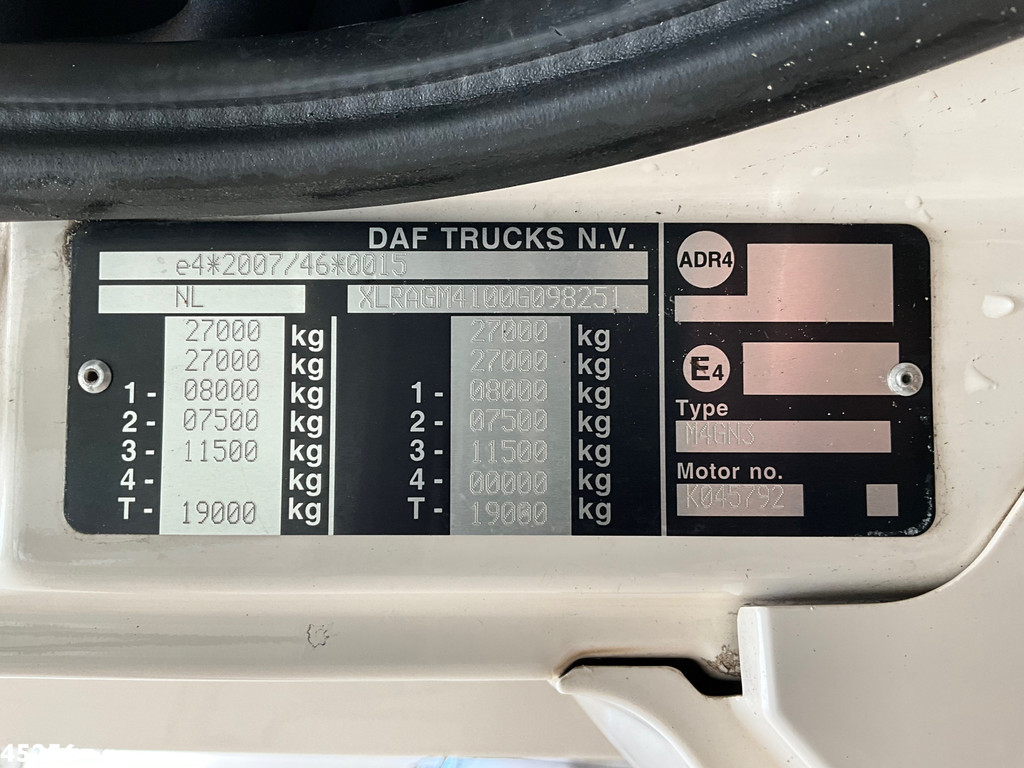 DAF TRUCKS N.V.
e4*2007/46*0015
NL XLRAGM4100G098251
27000 kg 27000 kg
27000 kg 27000 kg
1- 08000 kg 1- 08000 kg
2- 07500 kg 2- 07500 kg
3- 11500 kg 3- 11500 kg
4- kg 4- 00000 kg
T- 19000 kg T- 19000 kg
ADR4
E4
Type
M4GN3
Motor no.
K045792